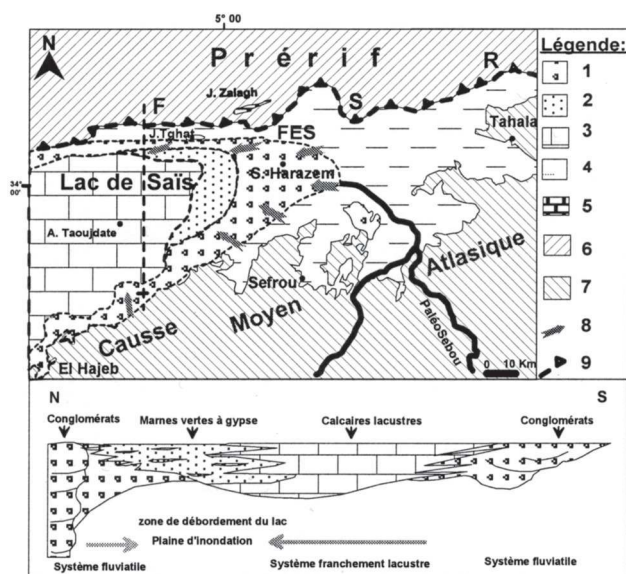 5° 00
N
Prérif
R
J. Zalagh
F
S
J.Tghat
FES
Tahala
34° 00'
Lac de Saïs
S. Harazem
A. Taoujdate
Sefrou
Atlasique
Moyen
Causse
PaléoSebou
El Hajeb
0 10 Km
Légende:
1
2
3
4
5
6
7
8
9
N S
Conglomérats Marnes vertes à gypse Calcaires lacustres Conglomérats
zone de débordement du lac
Plaine d'inondation
Système fluviatile Système franchement lacustre Système fluviatile